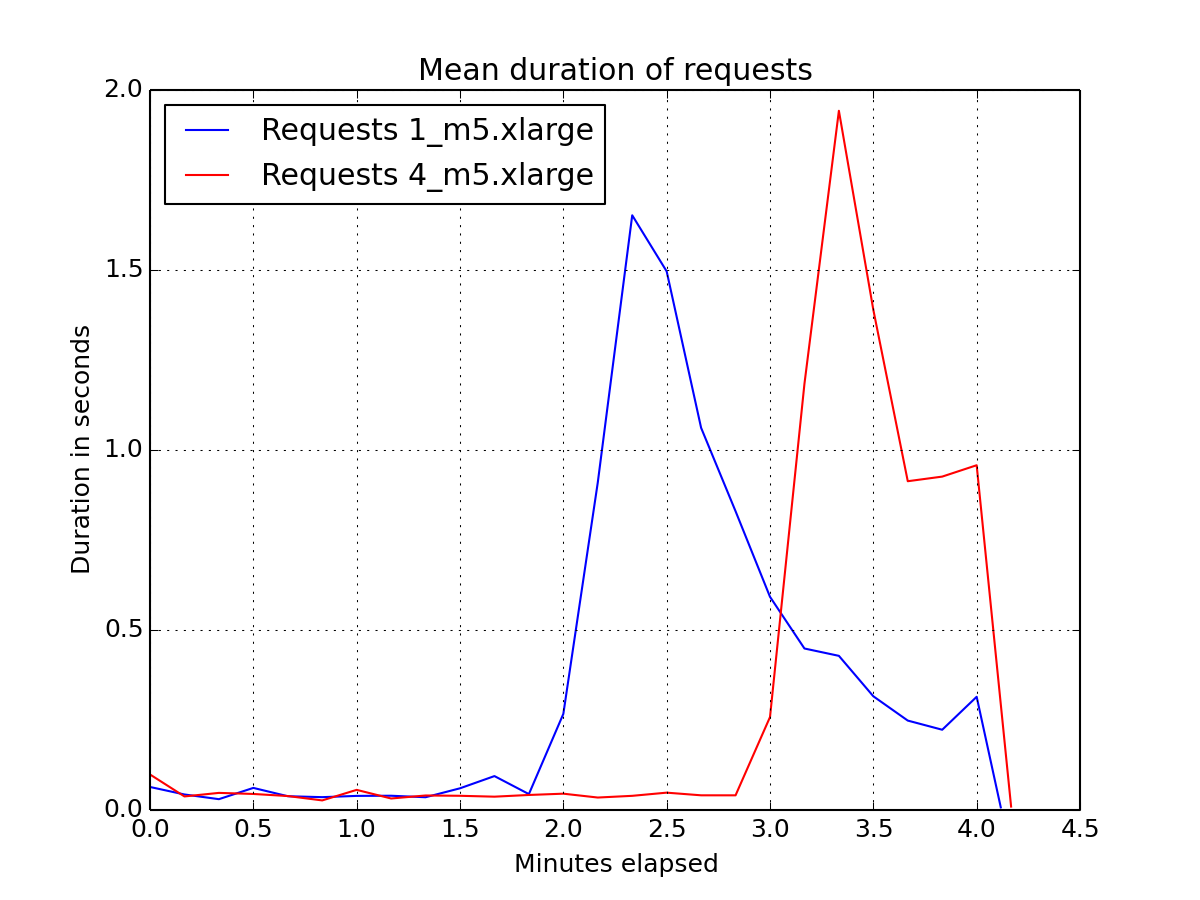 Mean duration of requests
Requests 1_m5.xlarge
Requests 4_m5.xlarge
Duration in seconds
2.0
1.5
1.0
0.5
0.0
0.0 0.5 1.0 1.5 2.0 2.5 3.0 3.5 4.0 4.5
Minutes elapsed